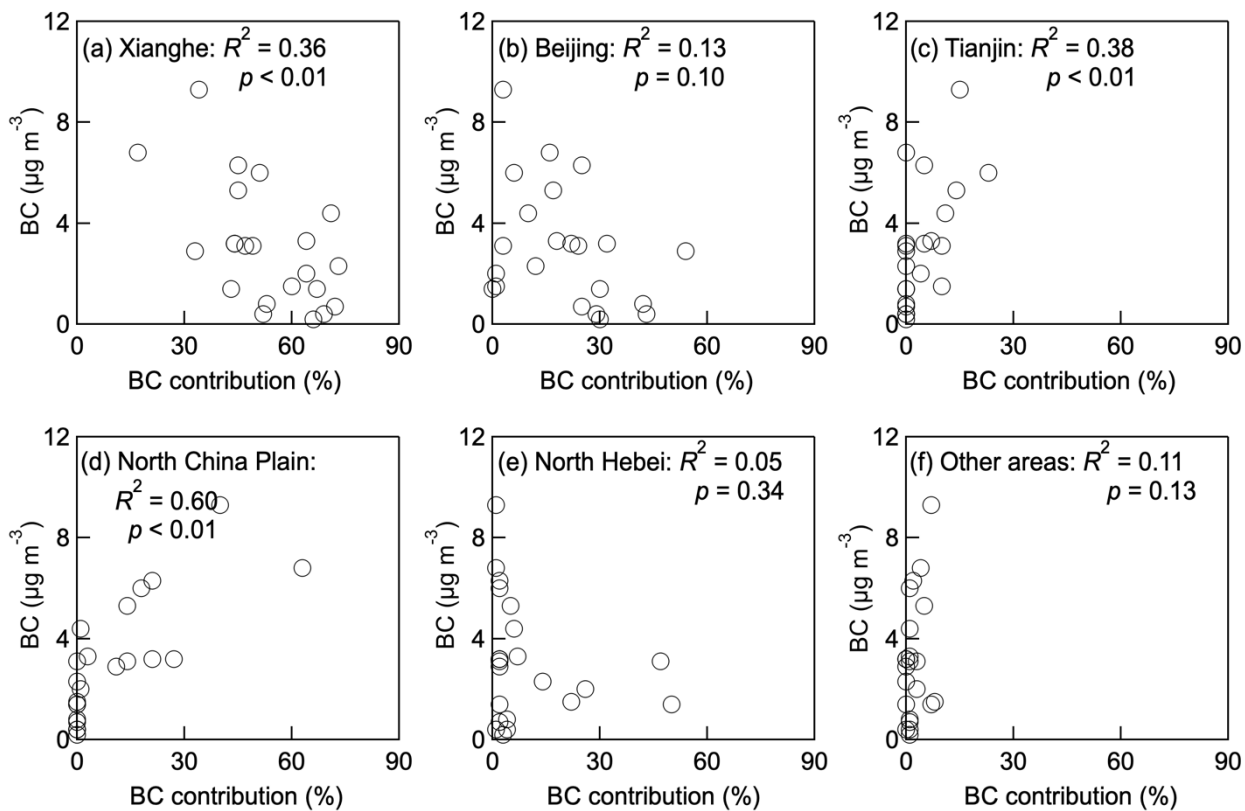 12
8
4
0
BC (µg m⁻³)
(a) Xianghe: R² = 0.36
p < 0.01
0 30 60 90
BC contribution (%)
12
8
4
0
BC (µg m⁻³)
(b) Beijing: R² = 0.13
p = 0.10
0 30 60 90
BC contribution (%)
12
8
4
0
BC (µg m⁻³)
(c) Tianjin: R² = 0.38
p < 0.01
0 30 60 90
BC contribution (%)
12
8
4
0
BC (µg m⁻³)
(d) North China Plain:
R² = 0.60
p < 0.01
0 30 60 90
BC contribution (%)
12
8
4
0
BC (µg m⁻³)
(e) North Hebei: R² = 0.05
p = 0.34
0 30 60 90
BC contribution (%)
12
8
4
0
BC (µg m⁻³)
(f) Other areas: R² = 0.11
p = 0.13
0 30 60 90
BC contribution (%)